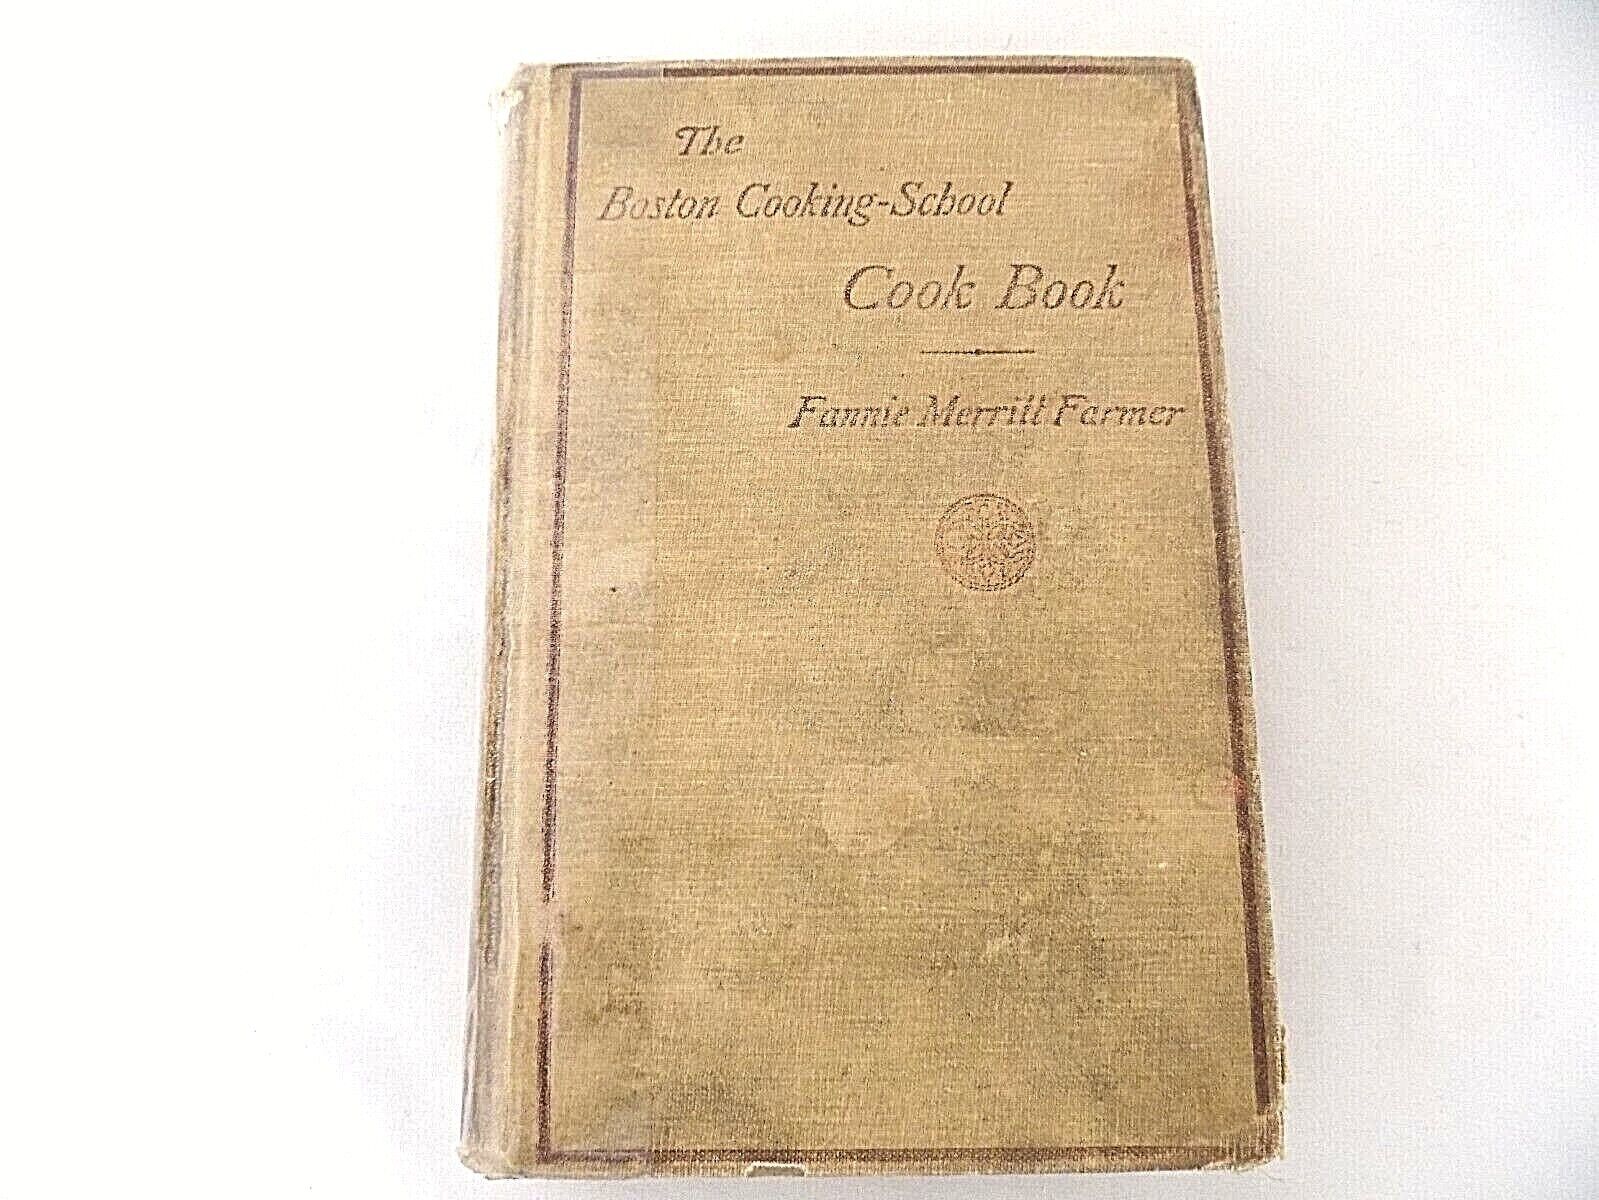 The
Boston Cooking-School
Cook Book
Fannie Merritt Farmer